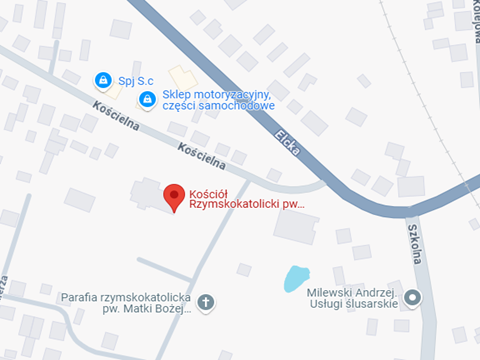 Kolejowa
Spj S.c
Sklep motoryzacyjny,
części samochodowe
Kościelna
Ełcka
Kościelna
Kościół
Rzymskokatolicki pw...
Szkolna
Parafia rzymskokatolicka
pw. Matki Bożej...
Milewski Andrzej.
Usługi ślusarskie